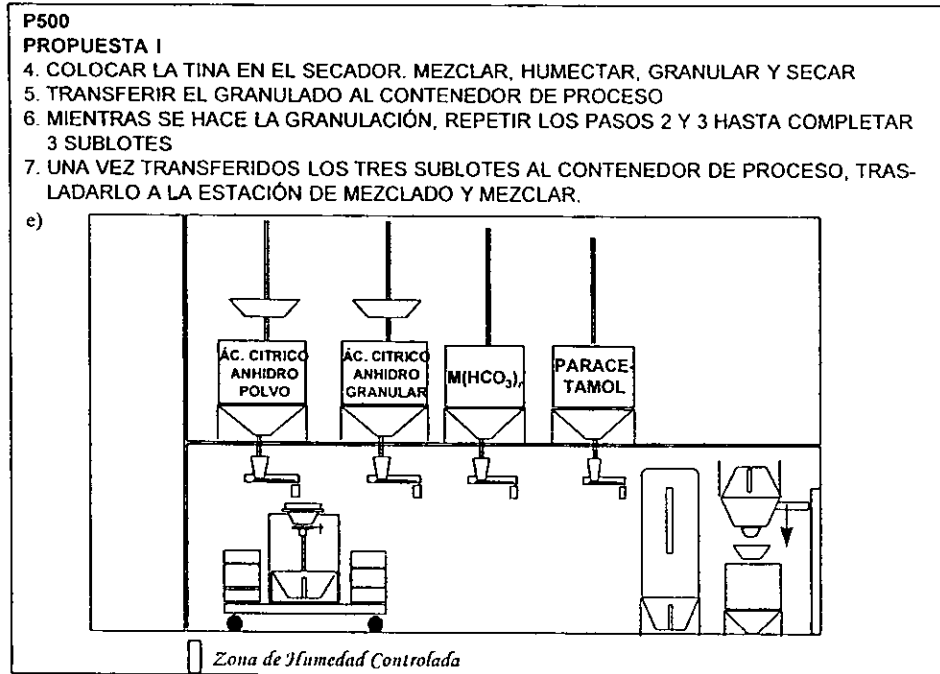 P500
PROPUESTA I
4. COLOCAR LA TINA EN EL SECADOR. MEZCLAR, HUMECTAR, GRANULAR Y SECAR
5. TRANSFERIR EL GRANULADO AL CONTENEDOR DE PROCESO
6. MIENTRAS SE HACE LA GRANULACIÓN, REPETIR LOS PASOS 2 Y 3 HASTA COMPLETAR
3 SUBLOTES
7. UNA VEZ TRANSFERIDOS LOS TRES SUBLOTES AL CONTENEDOR DE PROCESO, TRAS-
LADARLO A LA ESTACIÓN DE MEZCLADO Y MEZCLAR.
e)
ÁC. CITRICO
ANHIDRO
POLVO
ÁC. CITRICO
ANHIDRO
GRANULAR
M(HCO₃)ᵣ
PARACE-
TAMOL
Zona de Humedad Controlada